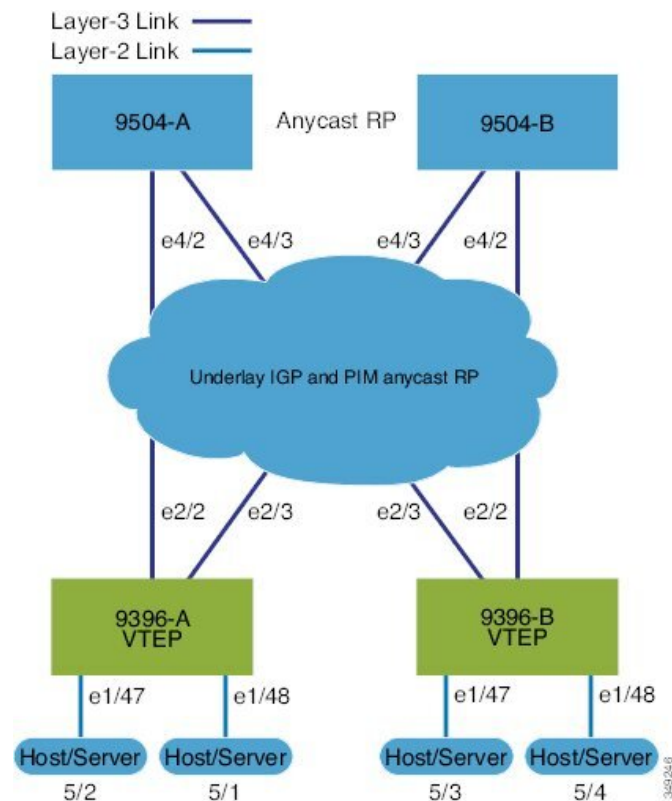 Layer-3 Link
Layer-2 Link
9504-A
Anycast RP
9504-B
e4/2
e4/3
e4/3
e4/2
Underlay IGP and PIM anycast RP
e2/2
e2/3
e2/3
e2/2
9396-A
VTEP
9396-B
VTEP
e1/47
e1/48
e1/47
e1/48
Host/Server
Host/Server
Host/Server
Host/Server
5/2
5/1
5/3
5/4